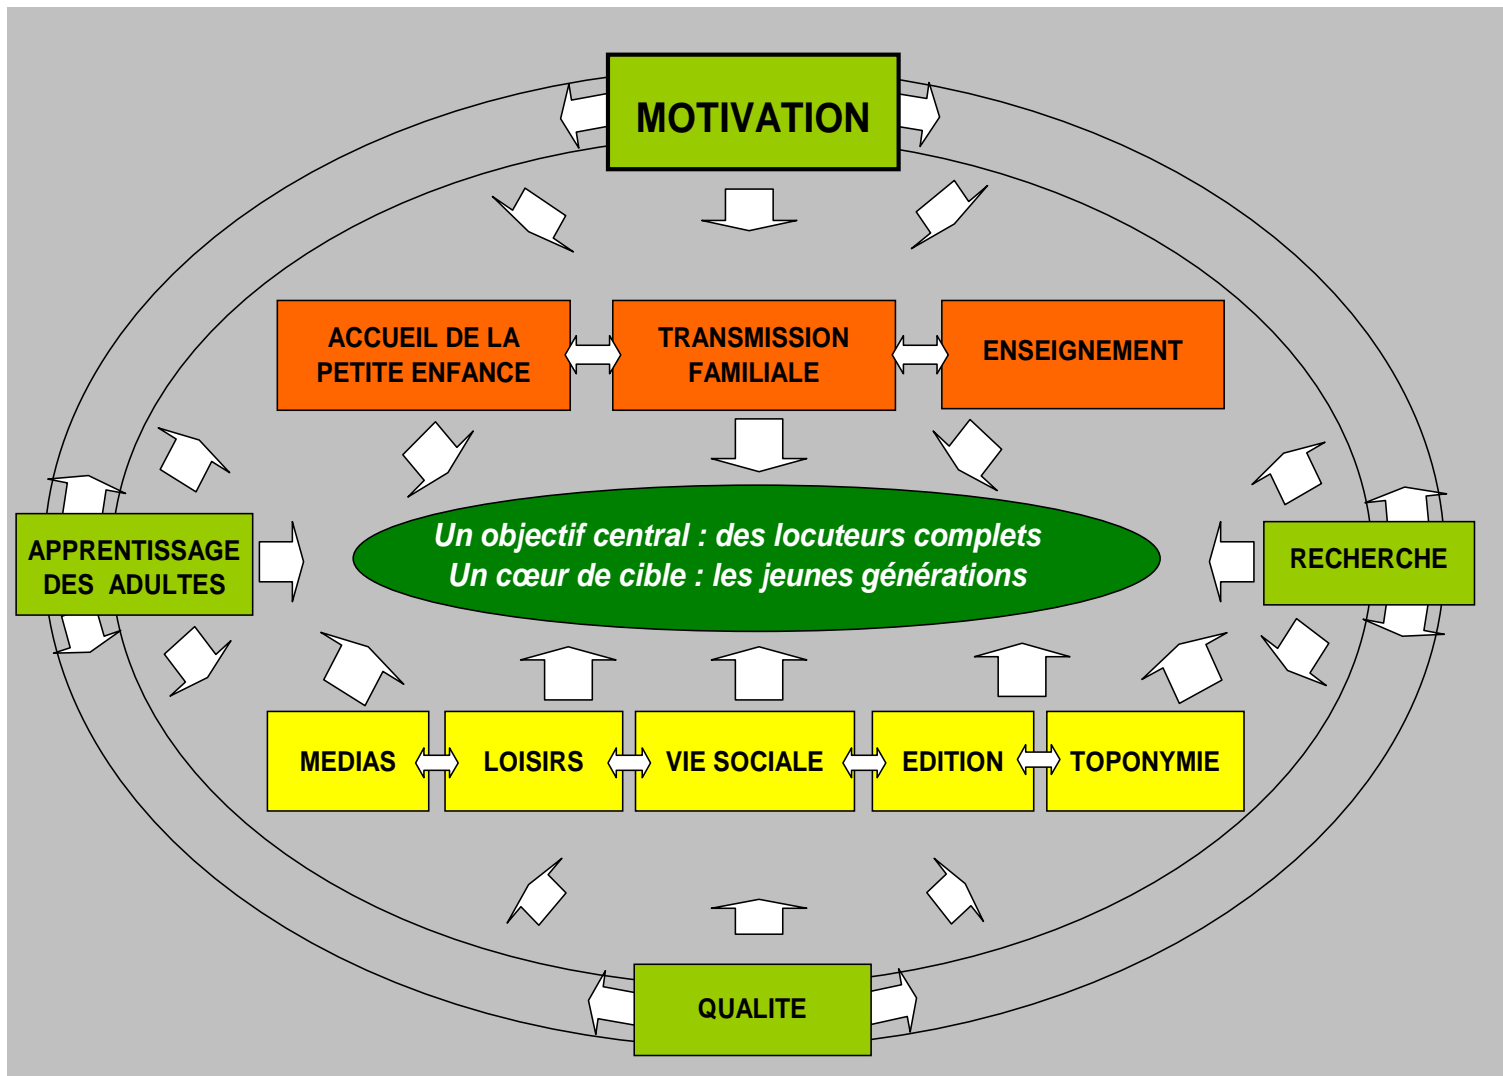 MOTIVATION
ACCUEIL DE LA
PETITE ENFANCE
TRANSMISSION
FAMILIALE
ENSEIGNEMENT
APPRENTISSAGE
DES ADULTES
Un objectif central : des locuteurs complets
Un cœur de cible : les jeunes générations
RECHERCHE
MEDIAS
LOISIRS
VIE SOCIALE
EDITION
TOPONYMIE
QUALITE